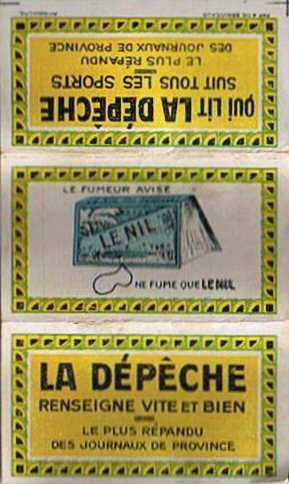 QUI LIT LA DÉPÊCHE
SUIT TOUS LES SPORTS
LE PLUS RÉPANDU
DES JOURNAUX DE PROVINCE
LE FUMEUR AVISÉ
LE NIL
NE FUME QUE LE NIL
LA DÉPÊCHE
RENSEIGNE VITE ET BIEN
LE PLUS RÉPANDU
DES JOURNAUX DE PROVINCE